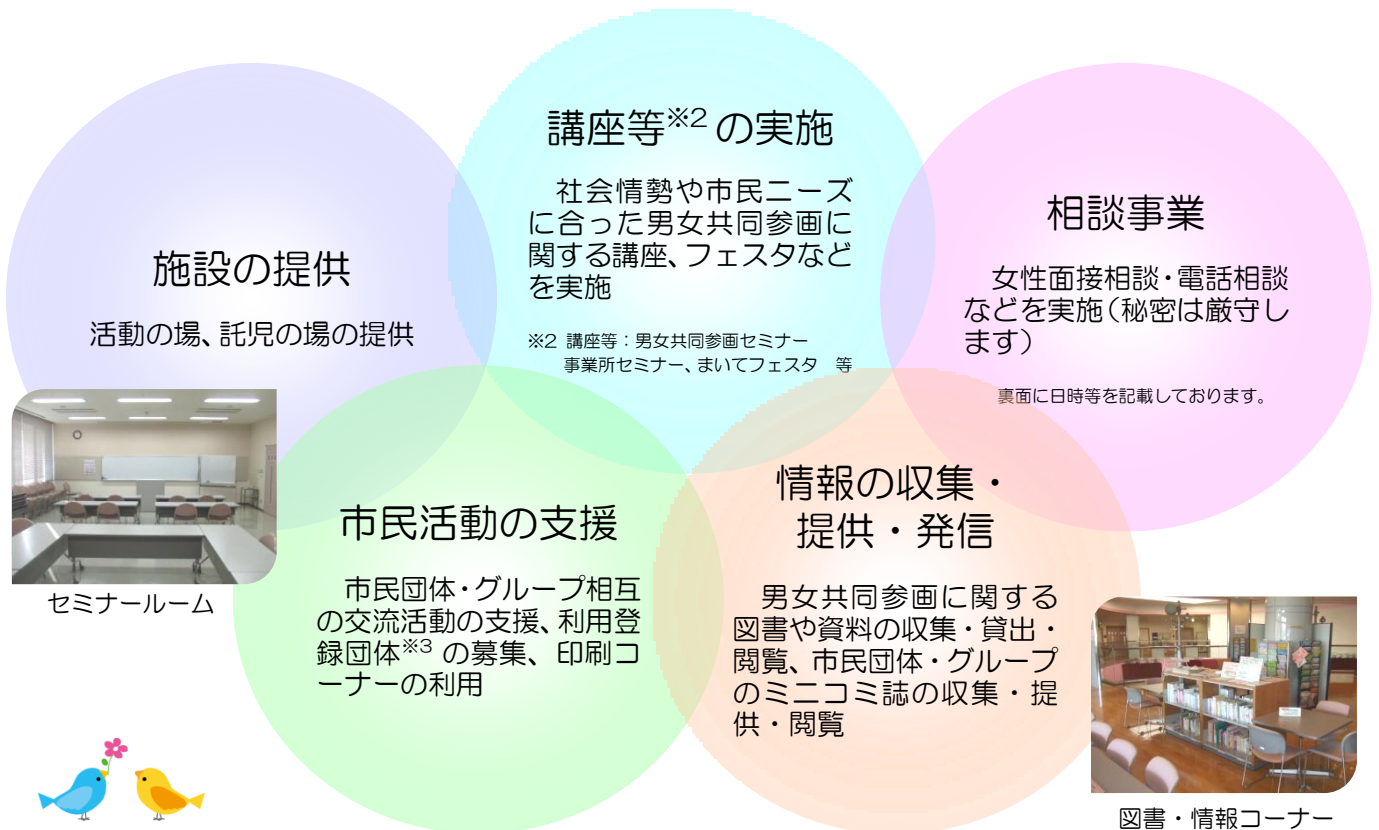 施設の提供
活動の場、託児の場の提供
セミナールーム
講座等※2 の実施
社会情勢や市民ニーズ
に合った男女共同参画に
関する講座、フェスタなど
を実施
※2 講座等：男女共同参画セミナー
事業所セミナー、まいてフェスタ　等
相談事業
女性面接相談・電話相談
などを実施（秘密は厳守し
ます）
裏面に日時等を記載しております。
市民活動の支援
市民団体・グループ相互
の交流活動の支援、利用登
録団体※3 の募集、印刷コ
ーナーの利用
情報の収集・
提供・発信
男女共同参画に関する
図書や資料の収集・貸出・
閲覧、市民団体・グループ
のミニコミ誌の収集・提
供・閲覧
図書・情報コーナー